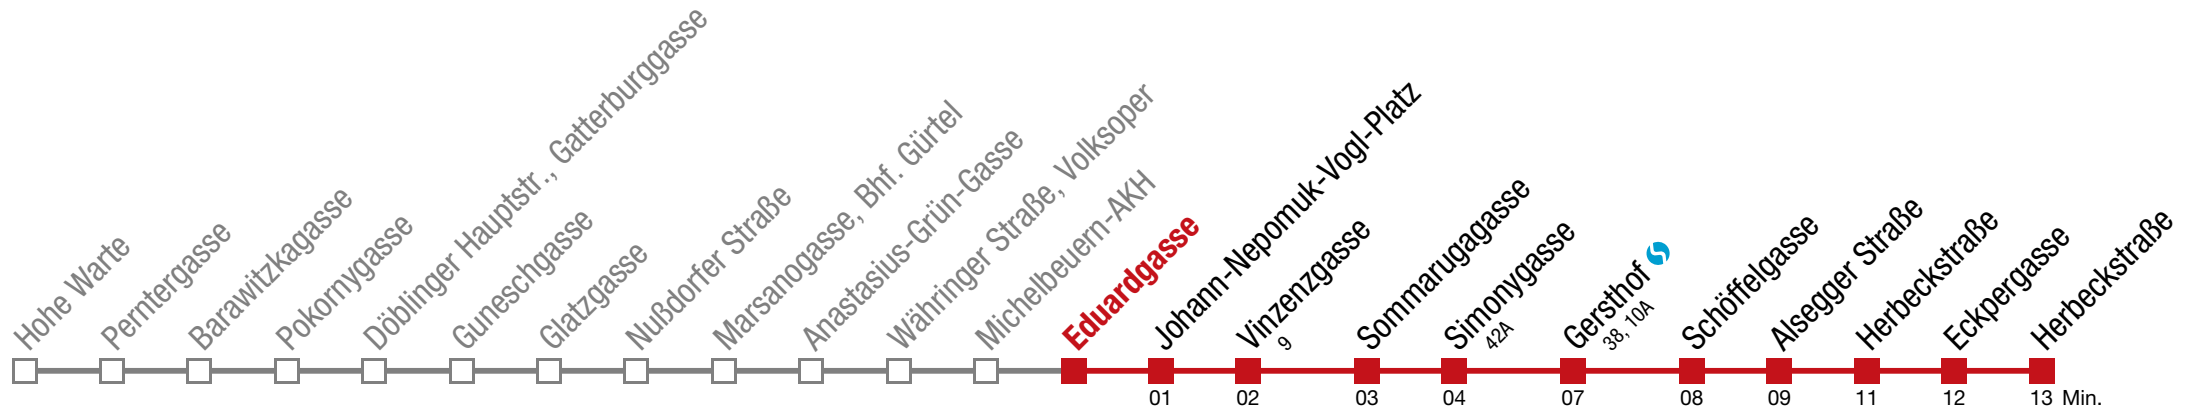 Hohe Warte
Perntergasse
Barawitzkagasse
Pokornygasse
Döblinger Hauptstr., Gatterburggasse
Guneschgasse
Glatzgasse
Nußdorfer Straße
Marsanogasse, Bhf. Gürtel
Anastasius-Grün-Gasse
Währinger Straße, Volksoper
Michelbeuern-AKH
Eduardgasse
Johann-Nepomuk-Vogl-Platz
Vinzenzgasse
9
Sommarugagasse
Simonygasse
42A
Gersthof
38, 10A
Schöffelgasse
Alsegger Straße
Herbeckstraße
Eckpergasse
Herbeckstraße
01 02 03 04 07 08 09 11 12 13 Min.